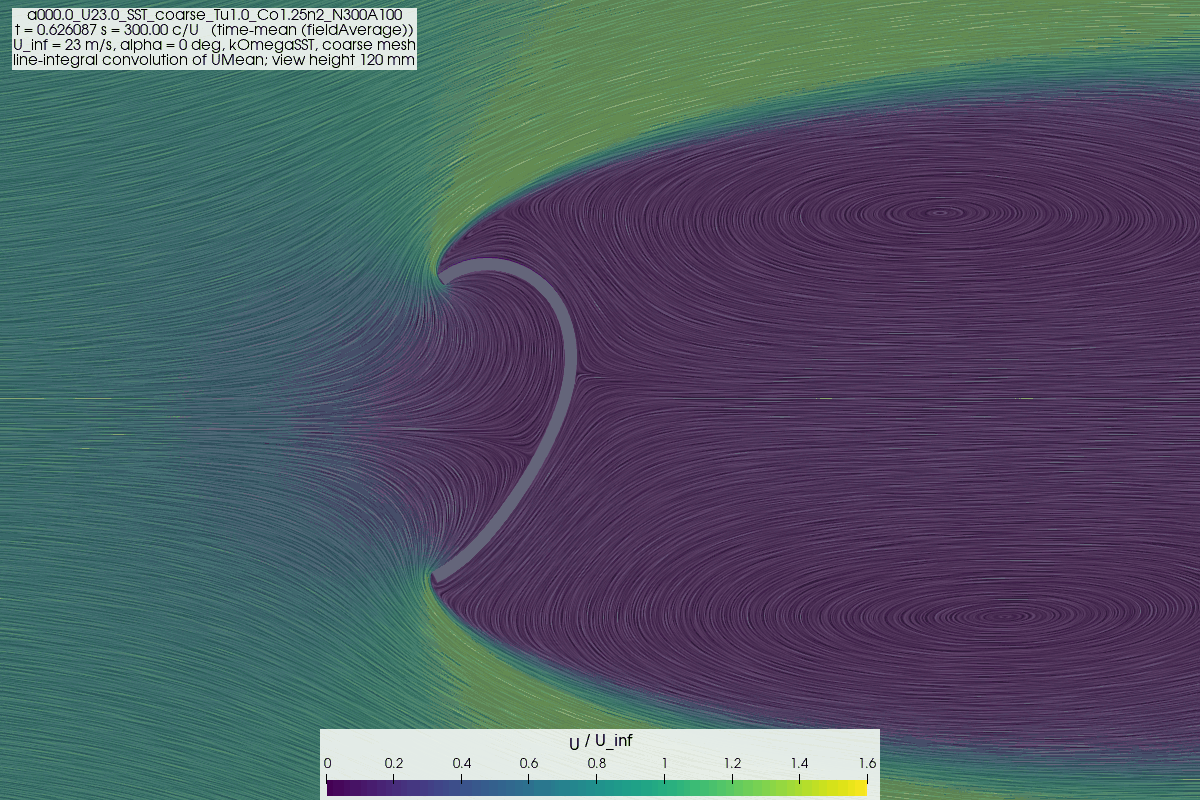 a000.0_U23.0_SST_coarse_Tu1.0_Co1.25n2_N300A100
t = 0.626087 s = 300.00 c/U (time-mean (fieldAverage))
U_inf = 23 m/s, alpha = 0 deg, kOmegaSST, coarse mesh
line-integral convolution of UMean; view height 120 mm
U / U_inf
0 0.2 0.4 0.6 0.8 1 1.2 1.4 1.6